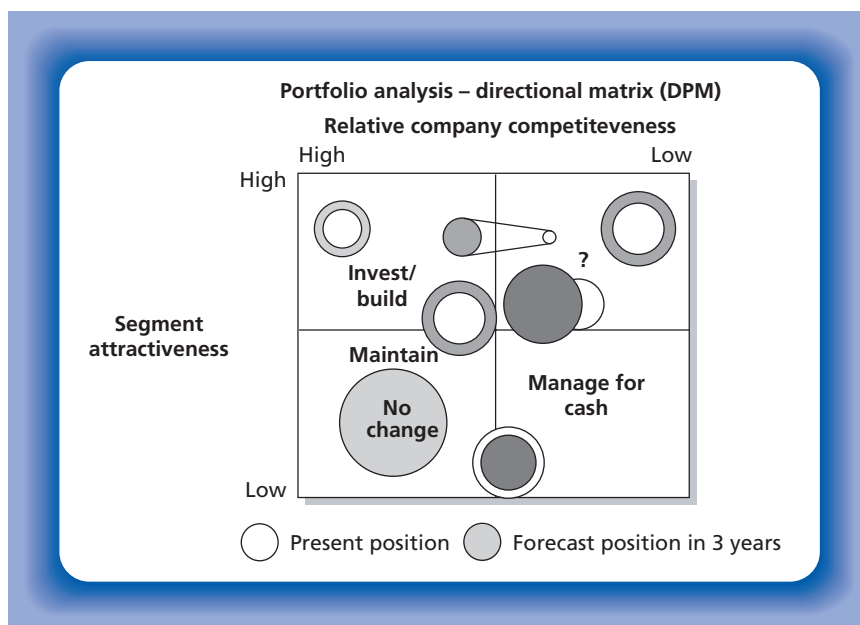 Portfolio analysis – directional matrix (DPM)
Relative company competiteveness
High
Low
High
?
Invest/
build
Segment
attractiveness
Maintain
Manage for
cash
No
change
Low
Present position
Forecast position in 3 years